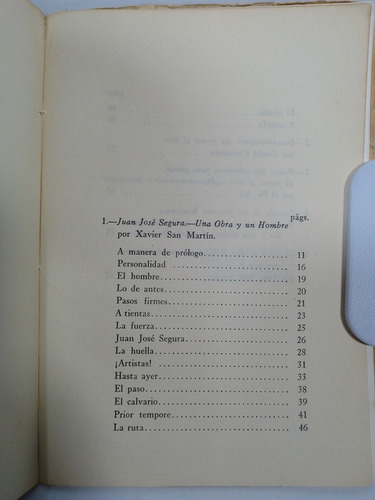 págs.
1.—Juan José Segura.—Una Obra y un Hombre
por Xavier San Martín.
A manera de prólogo.................... 11
Personalidad .......................... 16
El hombre.............................. 19
Lo de antes............................ 20
Pasos firmes........................... 21
A tientas.............................. 23
La fuerza.............................. 25
Juan José Segura....................... 26
La huella.............................. 28
¡Artistas! ............................ 31
Hasta ayer............................. 33
El paso................................ 38
El calvario............................ 39
Prior tempore.......................... 41
La ruta................................ 46